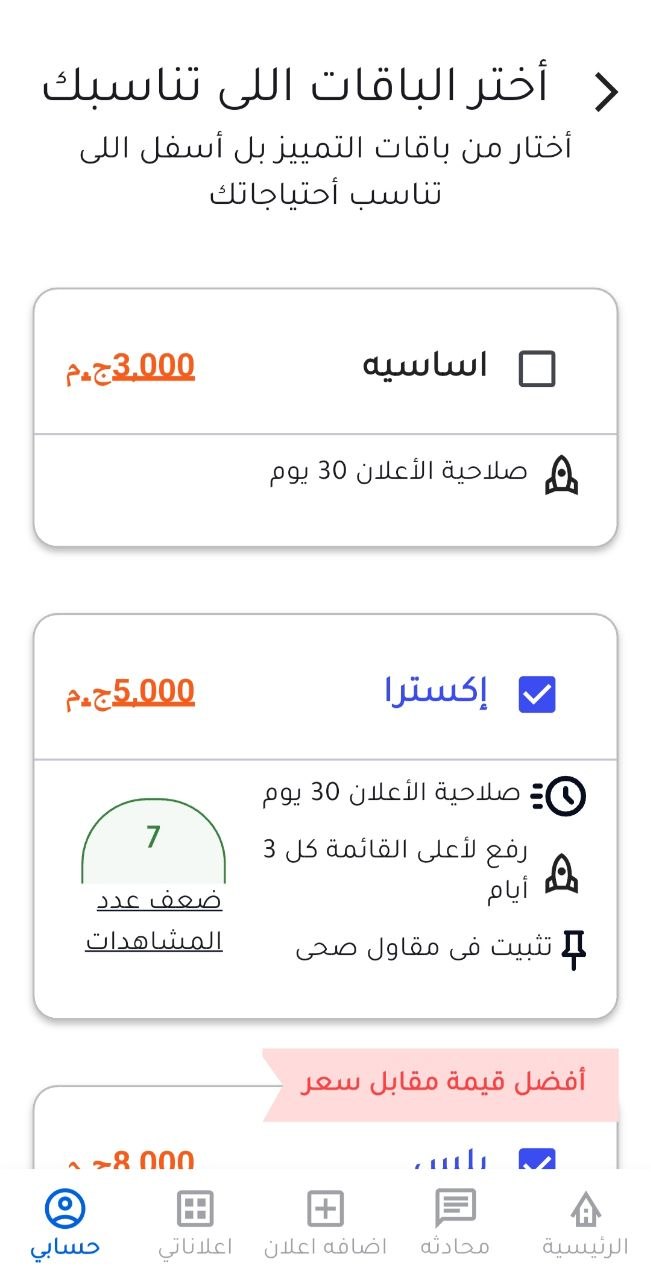 أختر الباقات اللى تناسبك
أختار من باقات التمييز بل أسفل اللى
تناسب أحتياجاتك
اساسيه
3,000ج.م
صلاحية الأعلان 30 يوم
إكسترا
5,000ج.م
صلاحية الأعلان 30 يوم
رفع لأعلى القائمة كل 3
أيام
تثبيت فى مقاول صحى
7
ضعف عدد
المشاهدات
أفضل قيمة مقابل سعر
بلس
8,000ج.م
الرئيسية
محادثه
اضافه اعلان
اعلاناتي
حسابي